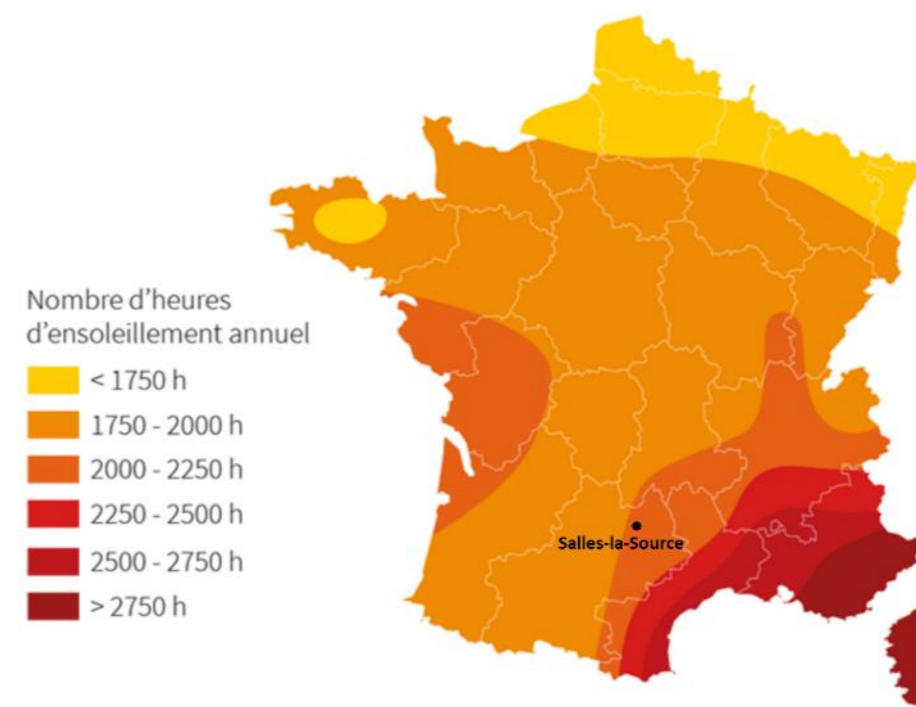 Nombre d'heures
d'ensoleillement annuel
< 1750 h
1750 - 2000 h
2000 - 2250 h
2250 - 2500 h
2500 - 2750 h
> 2750 h
Salles-la-Source